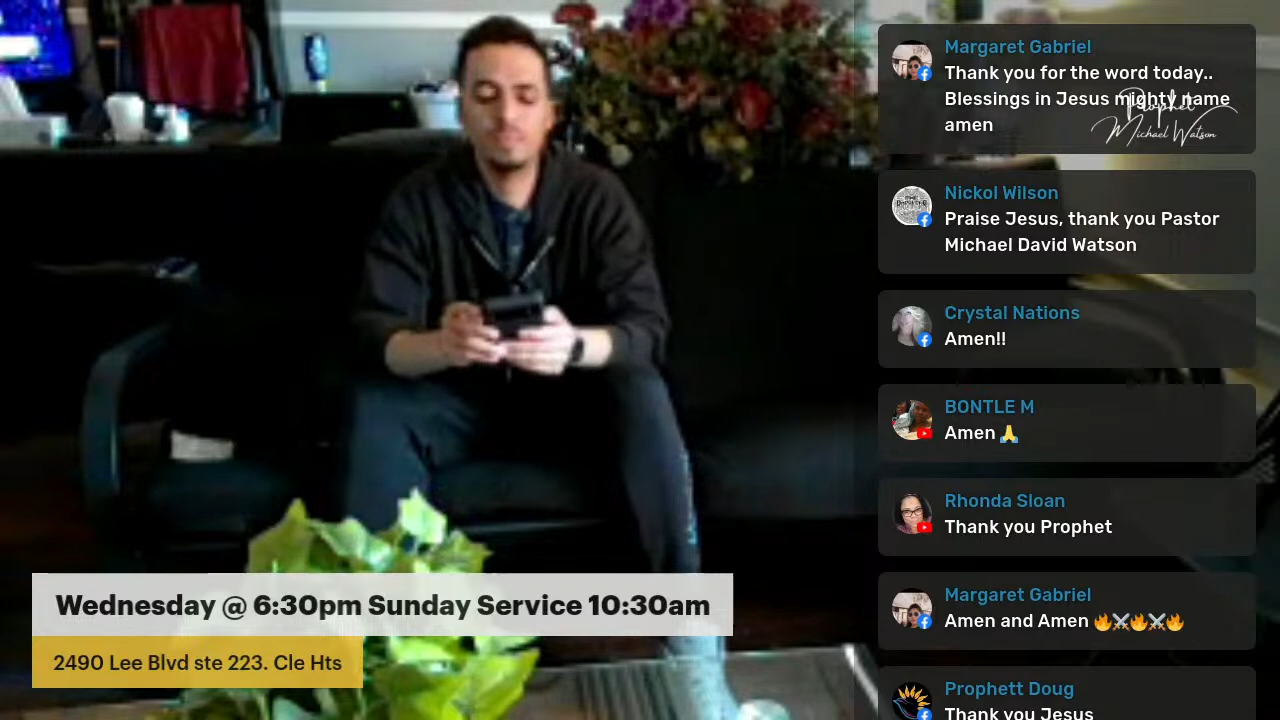 Margaret Gabriel
Thank you for the word today..
Blessings in Jesus mighty name
amen
Prophet
Michael Watson
Nickol Wilson
Praise Jesus, thank you Pastor
Michael David Watson
Crystal Nations
Amen!!
BONTLE M
Amen 🙏
Rhonda Sloan
Thank you Prophet
Margaret Gabriel
Amen and Amen 🔥⚔️🔥⚔️🔥
Prophett Doug
Thank you Jesus
Wednesday @ 6:30pm Sunday Service 10:30am
2490 Lee Blvd ste 223. Cle Hts